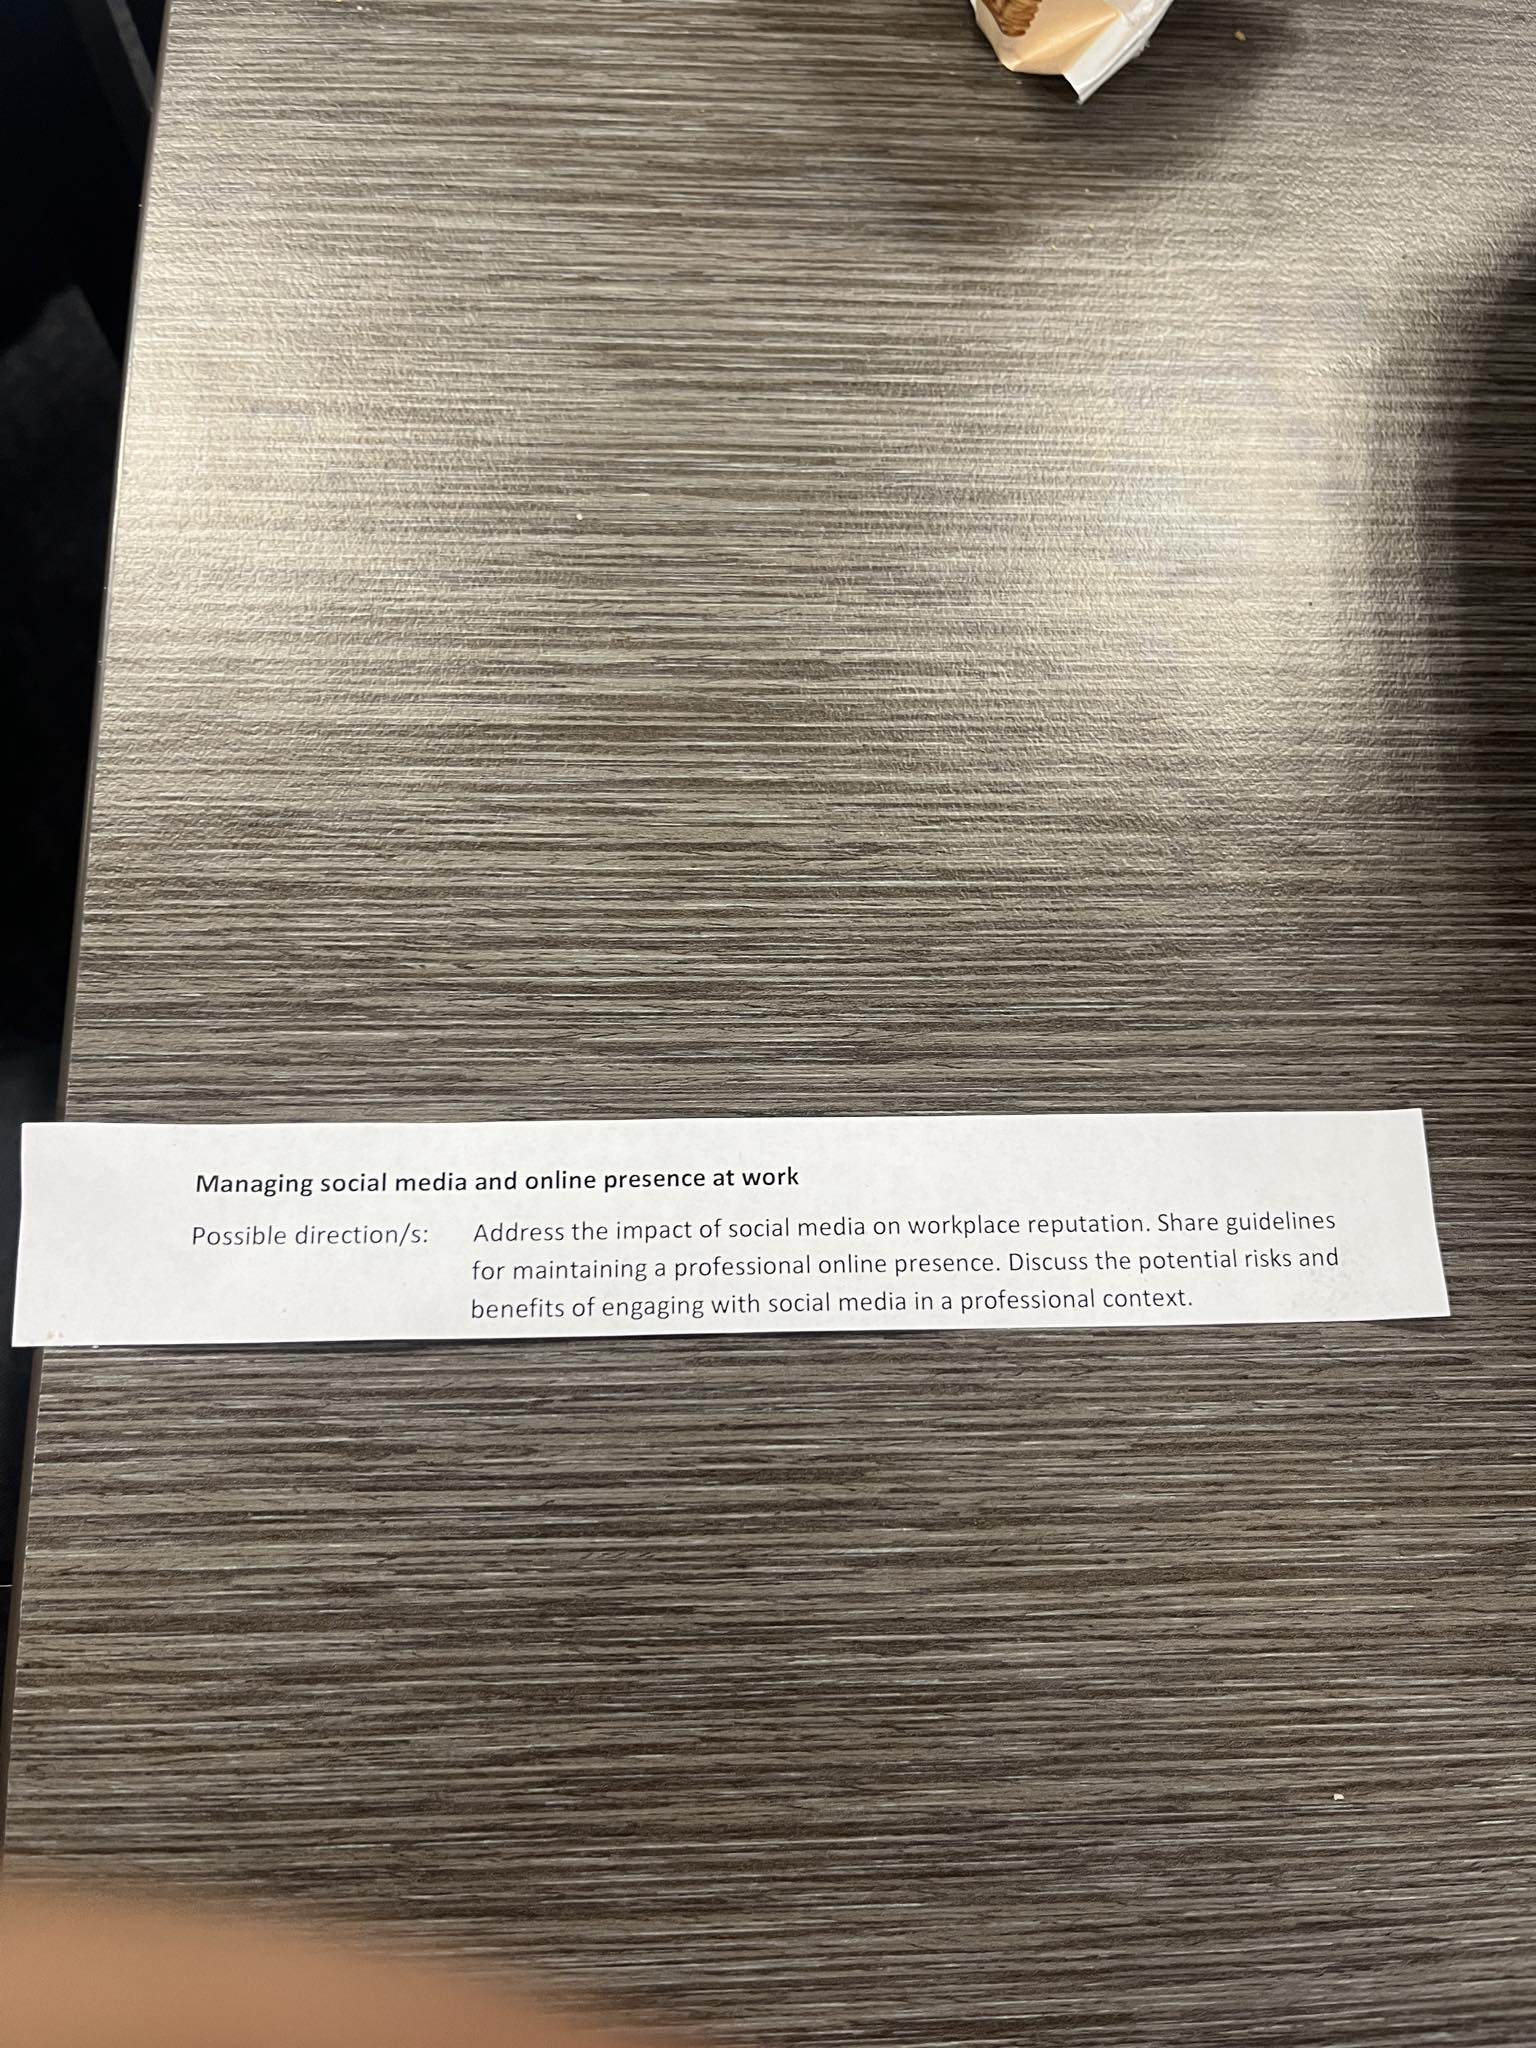 Managing social media and online presence at work
Possible direction/s: Address the impact of social media on workplace reputation. Share guidelines
for maintaining a professional online presence. Discuss the potential risks and
benefits of engaging with social media in a professional context.